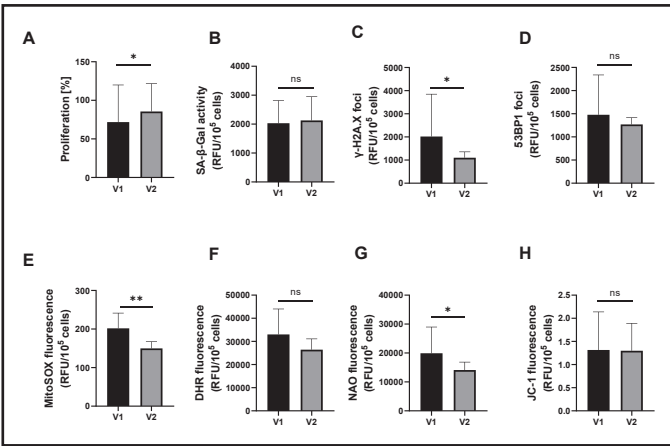 A
Proliferation [%]
150
100
50
0
*
V1 V2
B
SA-β-Gal activity
(RFU/10⁵ cells)
4000
3000
2000
1000
0
ns
V1 V2
C
γ-H2A.X foci
(RFU/10⁵ cells)
5000
4000
3000
2000
1000
0
*
V1 V2
D
53BP1 foci
(RFU/10⁵ cells)
2500
2000
1500
1000
500
0
ns
V1 V2
E
MitoSOX fluorescence
(RFU/10⁵ cells)
300
200
100
0
**
V1 V2
F
DHR fluorescence
(RFU/10⁵ cells)
50000
40000
30000
20000
10000
0
ns
V1 V2
G
NAO fluorescence
(RFU/10⁵ cells)
40000
30000
20000
10000
0
*
V1 V2
H
JC-1 fluorescence
(RFU/10⁵ cells)
2.5
2.0
1.5
1.0
0.5
0.0
ns
V1 V2